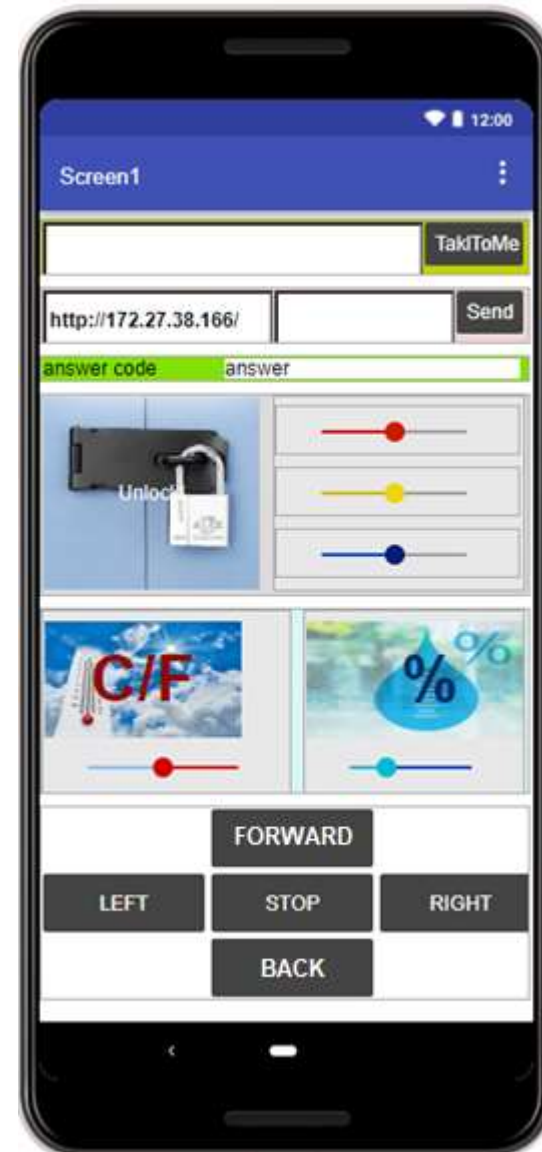 12:00
Screen1
TaklToMe
http://172.27.38.166/
Send
answer code answer
Unlock
C/F
%
%
FORWARD
LEFT STOP RIGHT
BACK